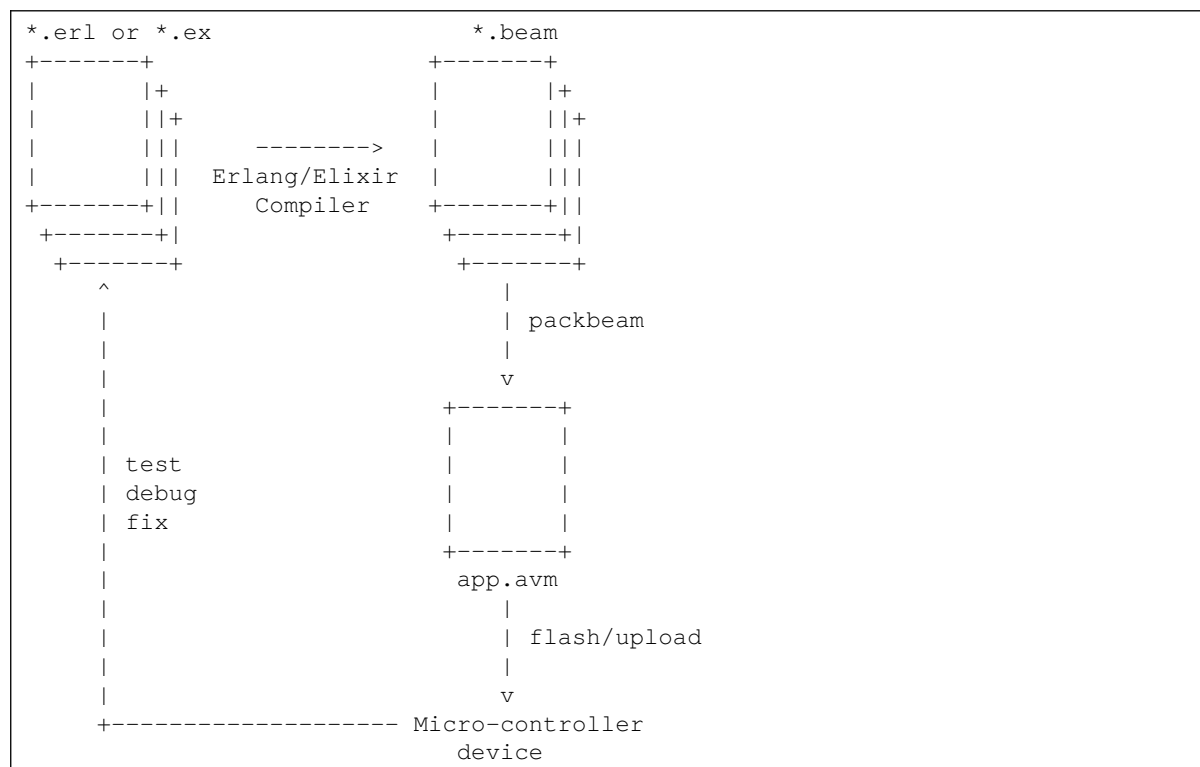 *.erl or *.ex *.beam
Erlang/Elixir
Compiler
packbeam
v
test
debug
fix
app.avm
flash/upload
v
Micro-controller
device